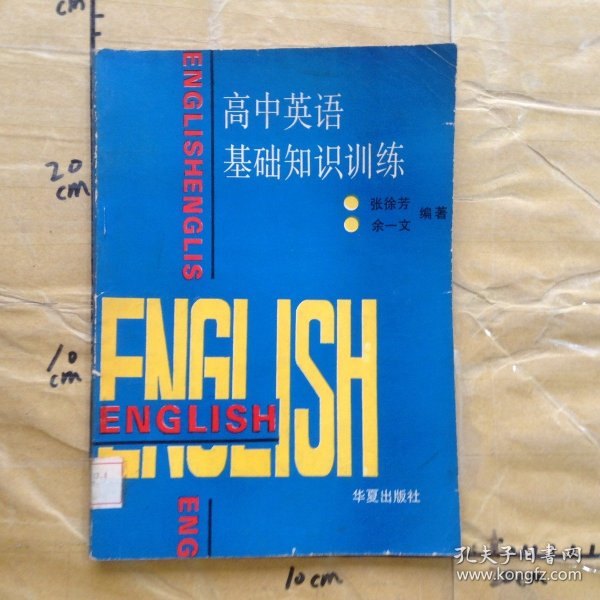 cm
20
cm
10
cm
10cm
ENGLISHENGLIS
高中英语
基础知识训练
张徐芳
余一文
编著
ENGLISH
ENGLISH
ENG
华夏出版社
孔夫子旧书网
www.kongfz.com